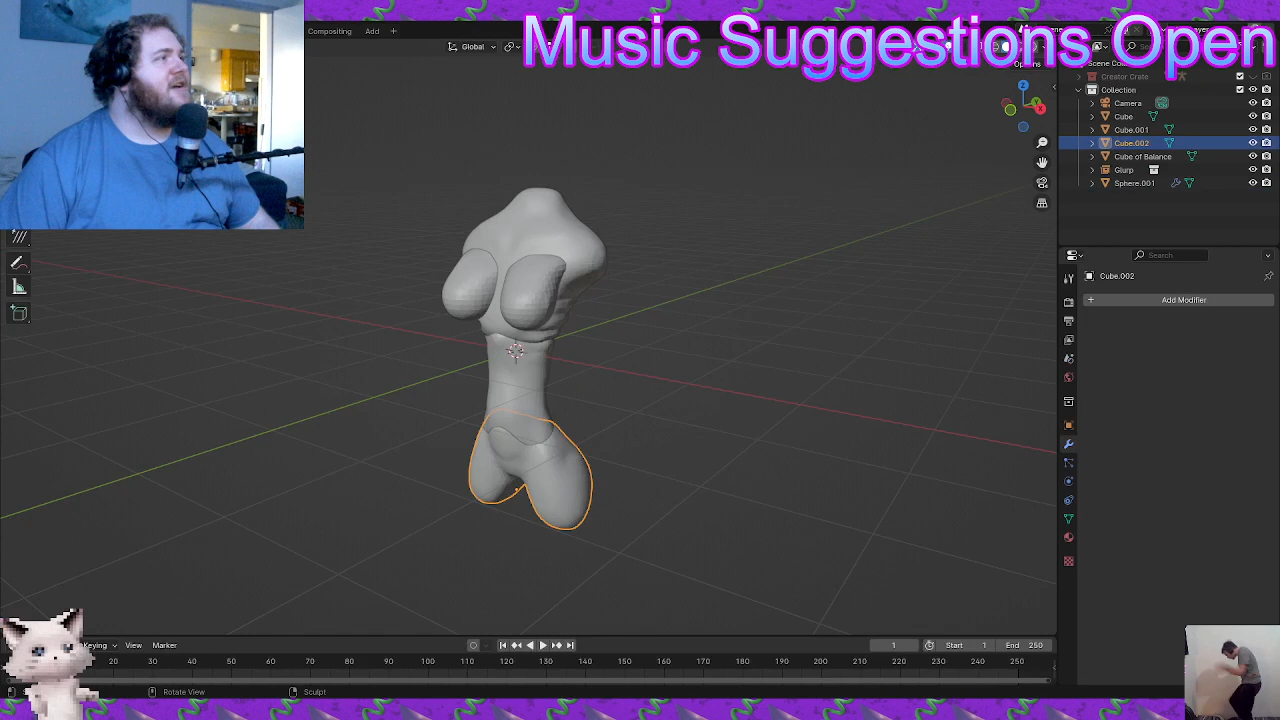 Music Suggestions Open
Compositing Add +
Global
Options
Scene Coll
Creator Crate
Collection
Camera
Cube
Cube.001
Cube.002
Cube of Balance
Glurp
Sphere.001
Search
Cube.002
+ Add Modifier
Keying View Marker
1 Start 1 End 250
20 30 40 50 60 70 80 90 100 110 120 130 140 150 160 170 180 190 200 210 220 230 240 250
Rotate View Sculpt